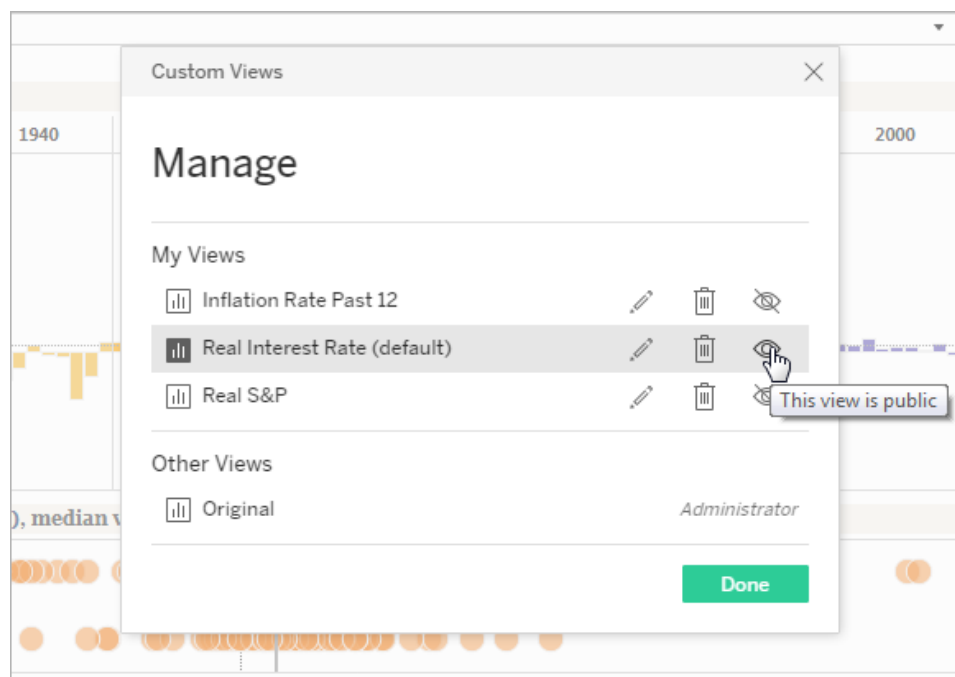 Custom Views
1940
2000
Manage
My Views
Inflation Rate Past 12
Real Interest Rate (default)
Real S&P
This view is public
Other Views
Original
Administrator
), median v
Done